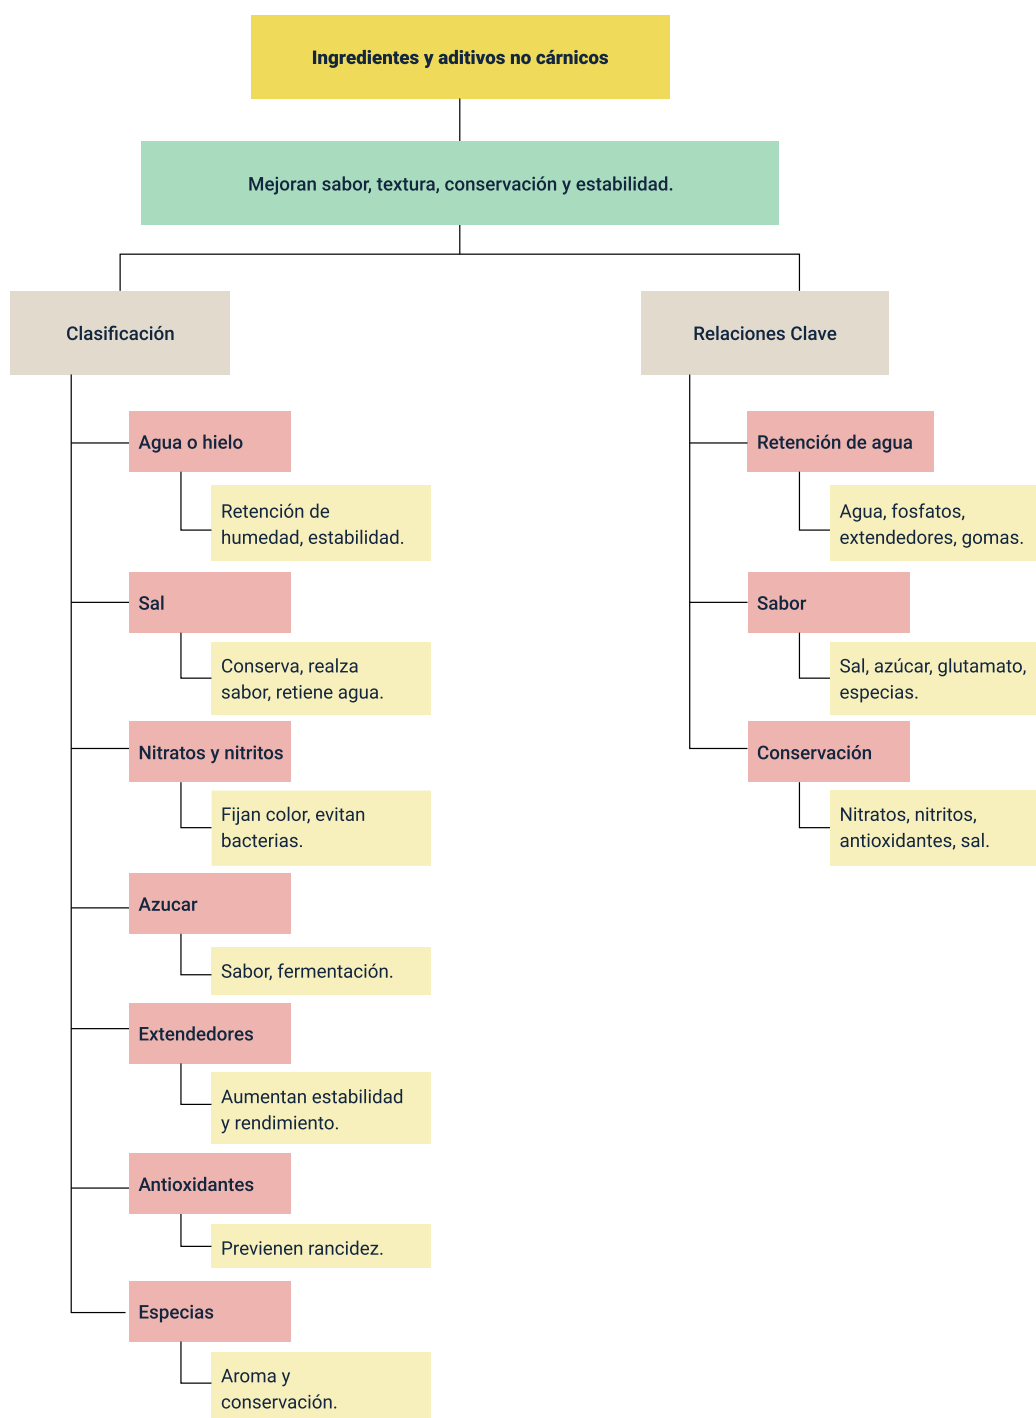 Ingredientes y aditivos no cárnicos
Mejoran sabor, textura, conservación y estabilidad.
Clasificación
Agua o hielo
Retención de
humedad, estabilidad.
Sal
Conserva, realza
sabor, retiene agua.
Nitratos y nitritos
Fijan color, evitan
bacterias.
Azucar
Sabor, fermentación.
Extendedores
Aumentan estabilidad
y rendimiento.
Antioxidantes
Previenen rancidez.
Especias
Aroma y
conservación.
Relaciones Clave
Retención de agua
Agua, fosfatos,
extendedores, gomas.
Sabor
Sal, azúcar, glutamato,
especias.
Conservación
Nitratos, nitritos,
antioxidantes, sal.